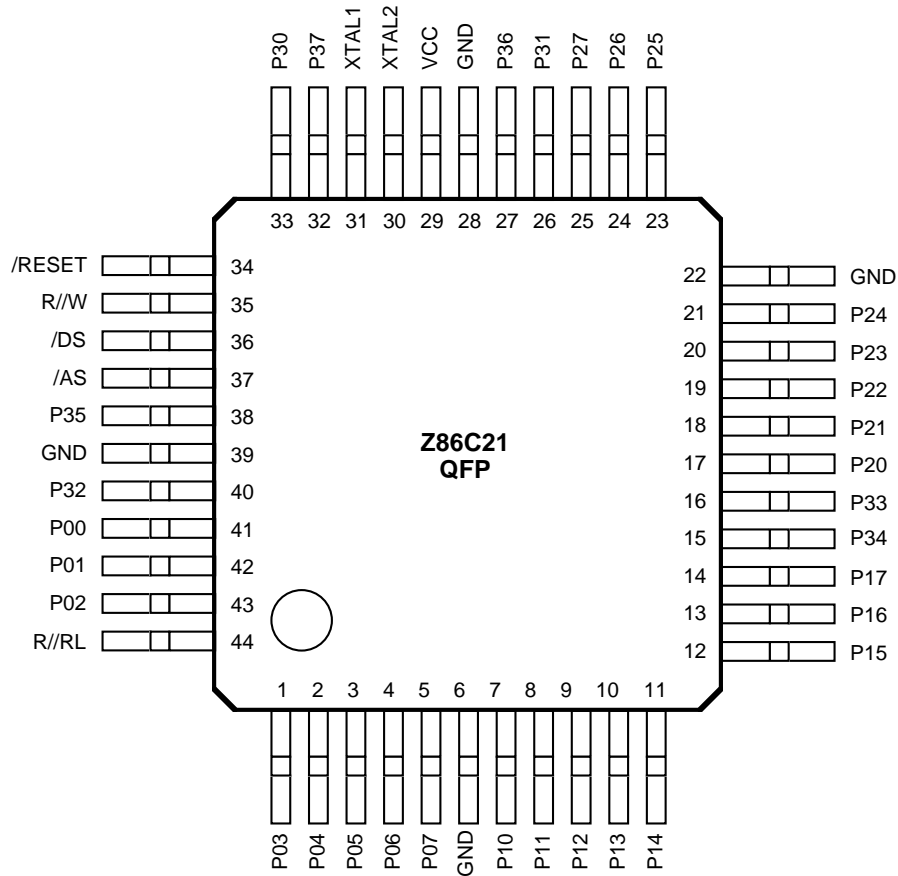 P30 P37 XTAL1 XTAL2 VCC GND P36 P31 P27 P26 P25
33 32 31 30 29 28 27 26 25 24 23
/RESET 34
R//W 35
/DS 36
/AS 37
P35 38
GND 39
P32 40
P00 41
P01 42
P02 43
R//RL 44
Z86C21
QFP
22 GND
21 P24
20 P23
19 P22
18 P21
17 P20
16 P33
15 P34
14 P17
13 P16
12 P15
1 2 3 4 5 6 7 8 9 10 11
P03 P04 P05 P06 P07 GND P10 P11 P12 P13 P14